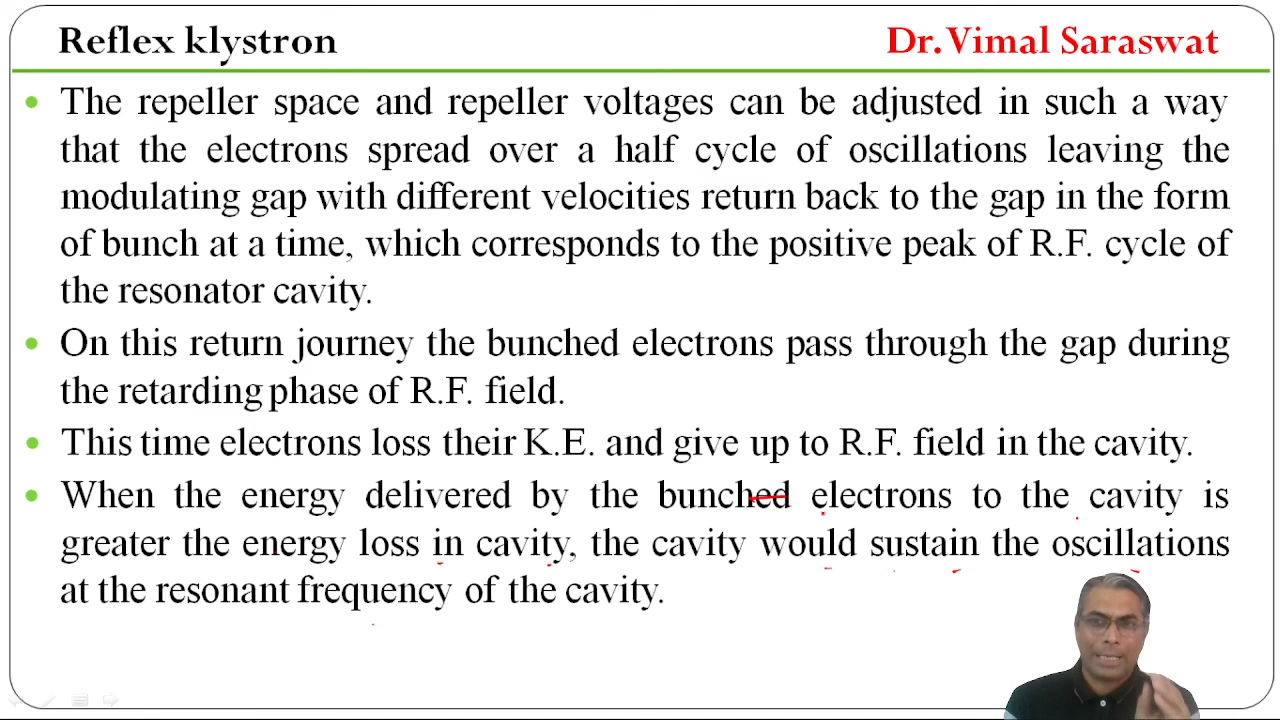 Reflex klystron
Dr. Vimal Saraswat
The repeller space and repeller voltages can be adjusted in such a way
that the electrons spread over a half cycle of oscillations leaving the
modulating gap with different velocities return back to the gap in the form
of bunch at a time, which corresponds to the positive peak of R.F. cycle of
the resonator cavity.
On this return journey the bunched electrons pass through the gap during
the retarding phase of R.F. field.
This time electrons loss their K.E. and give up to R.F. field in the cavity.
When the energy delivered by the bunched electrons to the cavity is
greater the energy loss in cavity, the cavity would sustain the oscillations
at the resonant frequency of the cavity.